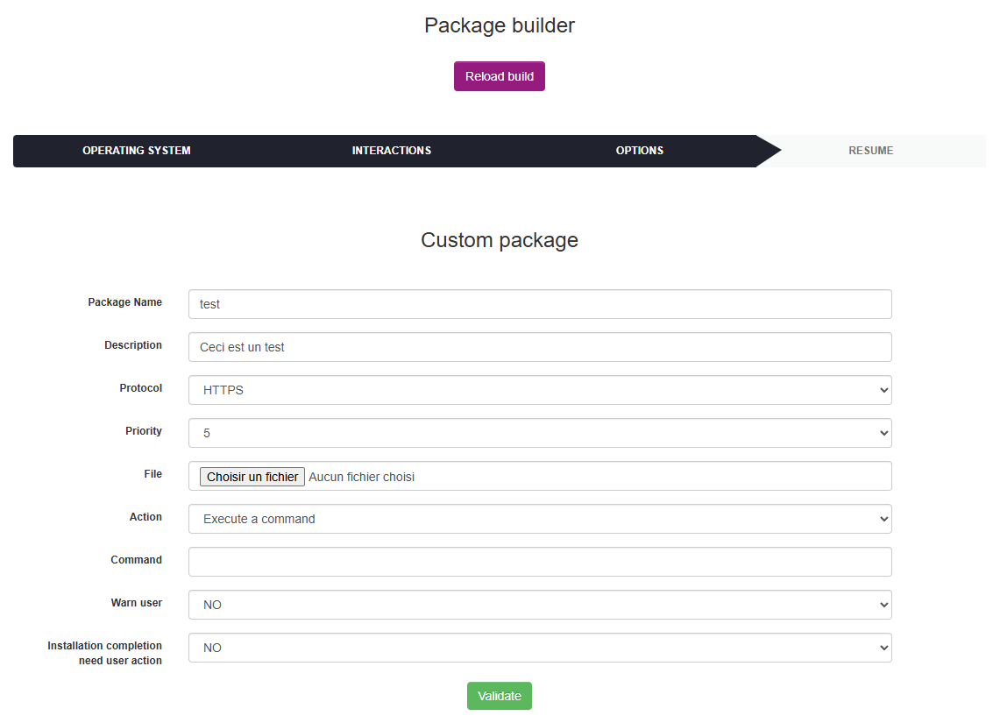 Package builder
Reload build
OPERATING SYSTEM INTERACTIONS OPTIONS RESUME
Custom package
Package Name test
Description Ceci est un test
Protocol HTTPS
Priority 5
File Choisir un fichier Aucun fichier choisi
Action Execute a command
Command
Warn user NO
Installation completion
need user action NO
Validate